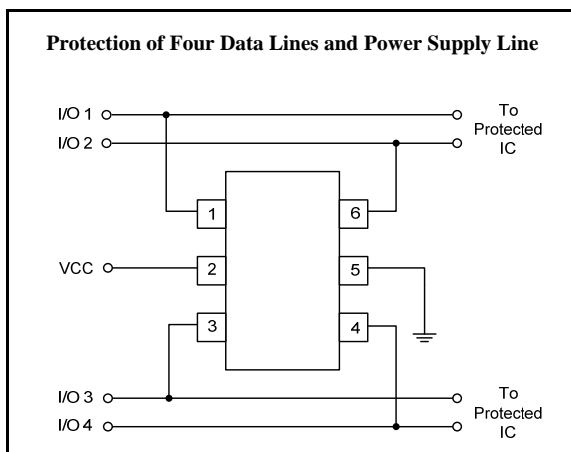 Protection of Four Data Lines and Power Supply Line
I/O 1
To
Protected
IC
I/O 2
1
6
VCC
2
5
3
4
I/O 3
To
Protected
IC
I/O 4